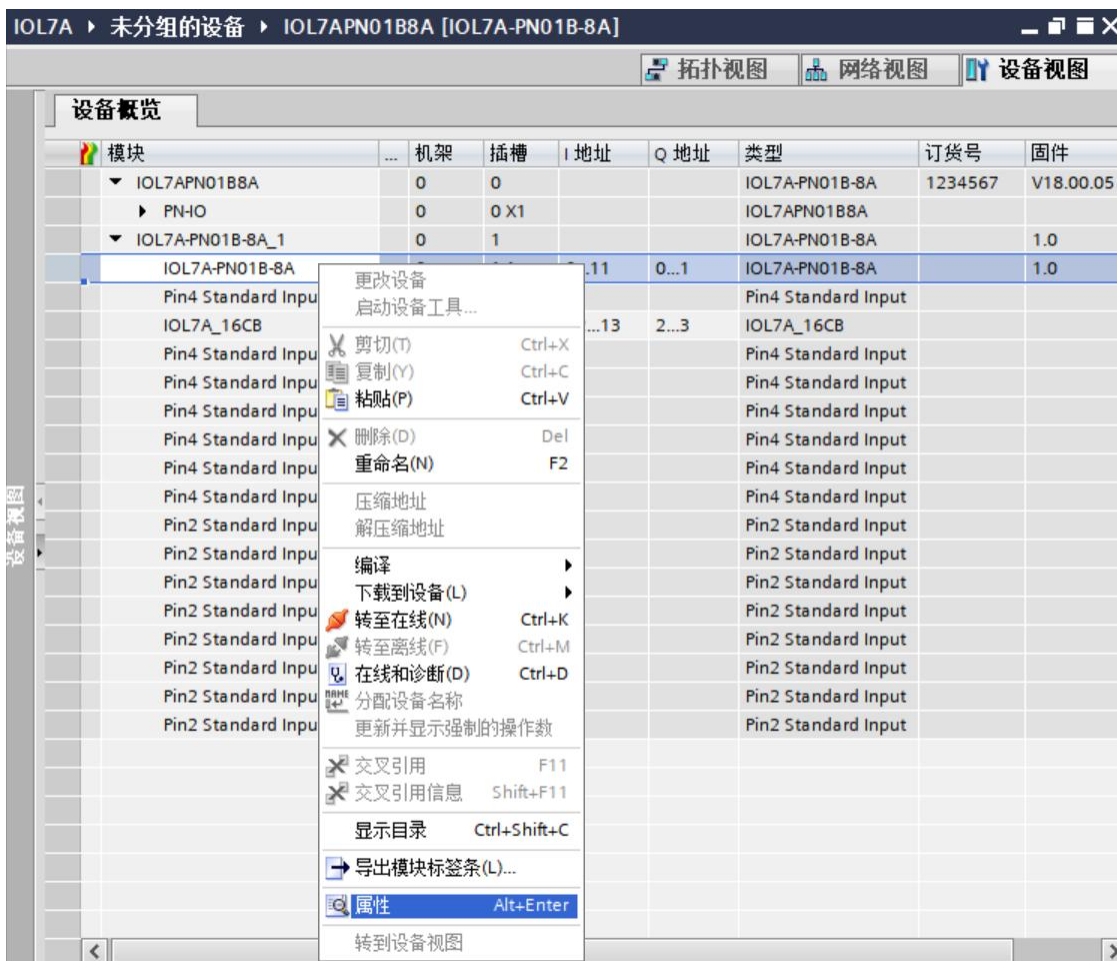 IOL7A ▸ 未分组的设备 ▸ IOL7APN01B8A [IOL7A-PN01B-8A]
拓扑视图 网络视图 设备视图
设备概览
模块 ... 机架 插槽 I 地址 Q 地址 类型 订货号 固件
IOL7APN01B8A 0 0 IOL7A-PN01B-8A 1234567 V18.00.05
PN-IO 0 0 X1 IOL7APN01B8A
IOL7A-PN01B-8A_1 0 1 IOL7A-PN01B-8A 1.0
IOL7A-PN01B-8A ..11 0...1 IOL7A-PN01B-8A 1.0
Pin4 Standard Inpu Pin4 Standard Input
IOL7A_16CB ...13 2...3 IOL7A_16CB
Pin4 Standard Inpu Pin4 Standard Input
Pin4 Standard Inpu Pin4 Standard Input
Pin4 Standard Inpu Pin4 Standard Input
Pin4 Standard Inpu Pin4 Standard Input
Pin4 Standard Inpu Pin4 Standard Input
Pin4 Standard Inpu Pin4 Standard Input
Pin2 Standard Inpu Pin2 Standard Input
Pin2 Standard Inpu Pin2 Standard Input
Pin2 Standard Inpu Pin2 Standard Input
Pin2 Standard Inpu Pin2 Standard Input
Pin2 Standard Inpu Pin2 Standard Input
Pin2 Standard Inpu Pin2 Standard Input
Pin2 Standard Inpu Pin2 Standard Input
Pin2 Standard Inpu Pin2 Standard Input
更改设备
启动设备工具...
剪切(T) Ctrl+X
复制(Y) Ctrl+C
粘贴(P) Ctrl+V
删除(D) Del
重命名(N) F2
压缩地址
解压缩地址
编译
下载到设备(L)
转至在线(N) Ctrl+K
转至离线(F) Ctrl+M
在线和诊断(D) Ctrl+D
NAME 分配设备名称
更新并显示强制的操作数
交叉引用 F11
交叉引用信息 Shift+F11
显示目录 Ctrl+Shift+C
导出模块标签条(L)...
属性 Alt+Enter
转到设备视图
设备视图